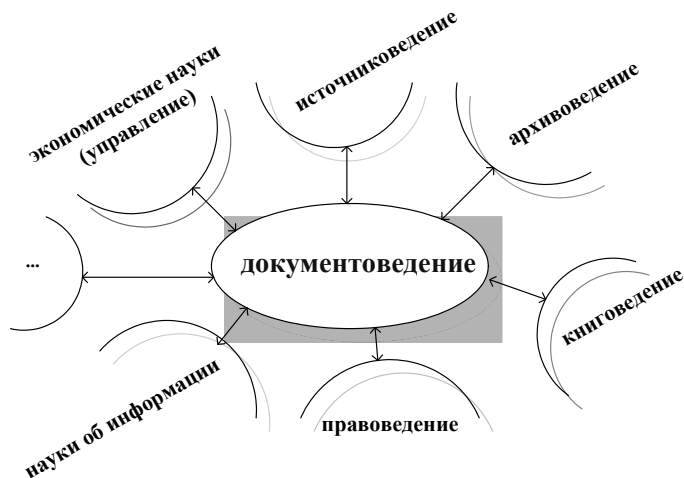 экономические науки
(управление)
источниковедение
архивоведение
...
документоведение
книговедение
науки об информации
правоведение